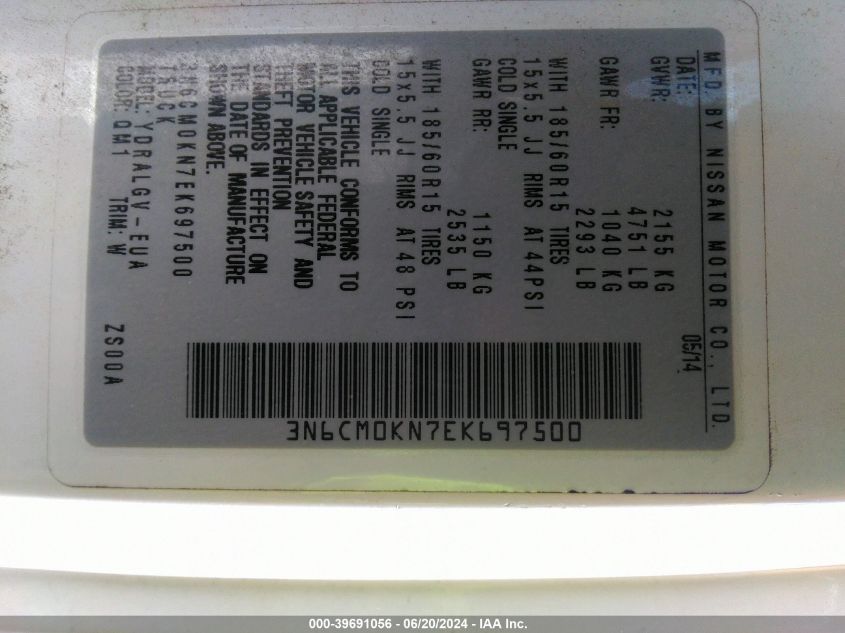 MFD. BY NISSAN MOTOR CO., LTD.
DATE: 05/14
GVWR: 2155 KG
4751 LB
GAWR FR: 1040 KG
2293 LB
WITH 185/60R15 TIRES
15x5.5 JJ RIMS AT 44PSI
COLD SINGLE
GAWR RR: 1150 KG
2535 LB
WITH 185/60R15 TIRES
15x5.5 JJ RIMS AT 48 PSI
COLD SINGLE
THIS VEHICLE CONFORMS TO
ALL APPLICABLE FEDERAL
MOTOR VEHICLE SAFETY AND
THEFT PREVENTION
STANDARDS IN EFFECT ON
THE DATE OF MANUFACTURE
SHOWN ABOVE.
3N6CM0KN7EK697500
TRUCK
MODEL: YDRALGV-EUA
COLOR: QM1 TRIM: W ZS00A
3N6CM0KN7EK697500
000-39691056 - 06/20/2024 - IAA Inc.